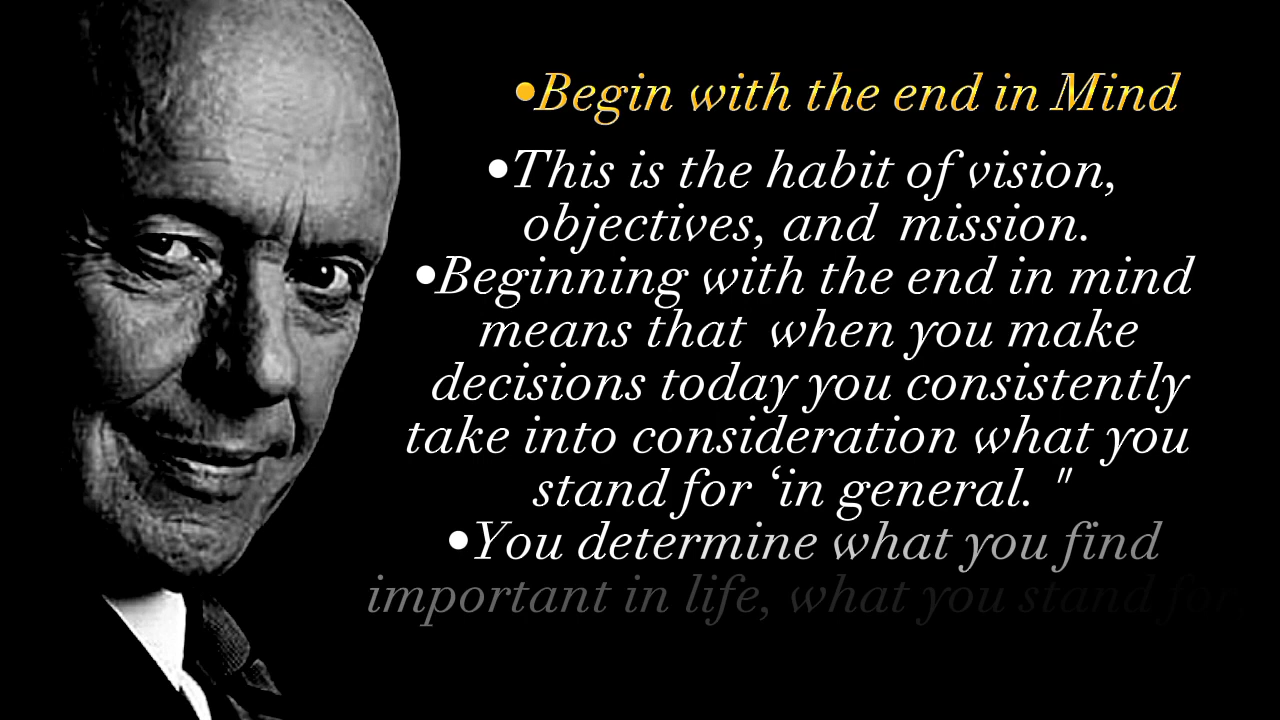 •Begin with the end in Mind
•This is the habit of vision,
objectives, and mission.
•Beginning with the end in mind
means that when you make
decisions today you consistently
take into consideration what you
stand for ‘in general. "
•You determine what you find
important in life, what you stand for,